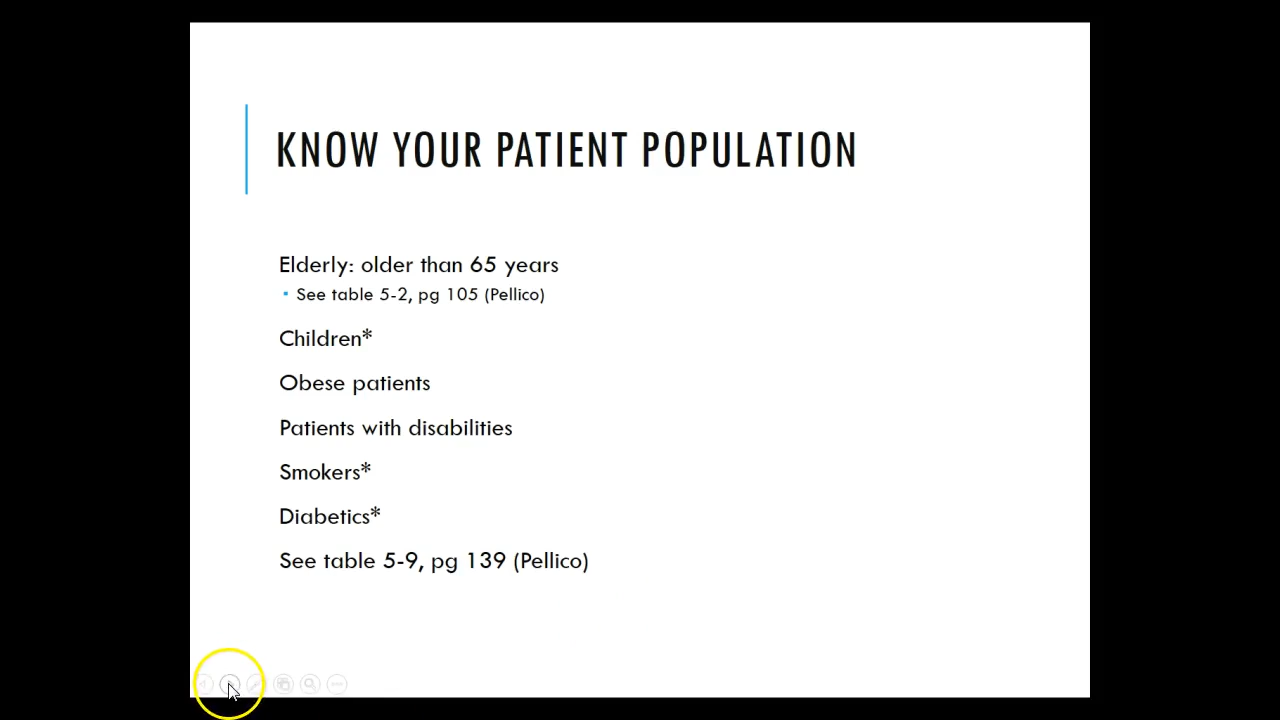 KNOW YOUR PATIENT POPULATION
Elderly: older than 65 years
• See table 5-2, pg 105 (Pellico)
Children*
Obese patients
Patients with disabilities
Smokers*
Diabetics*
See table 5-9, pg 139 (Pellico)